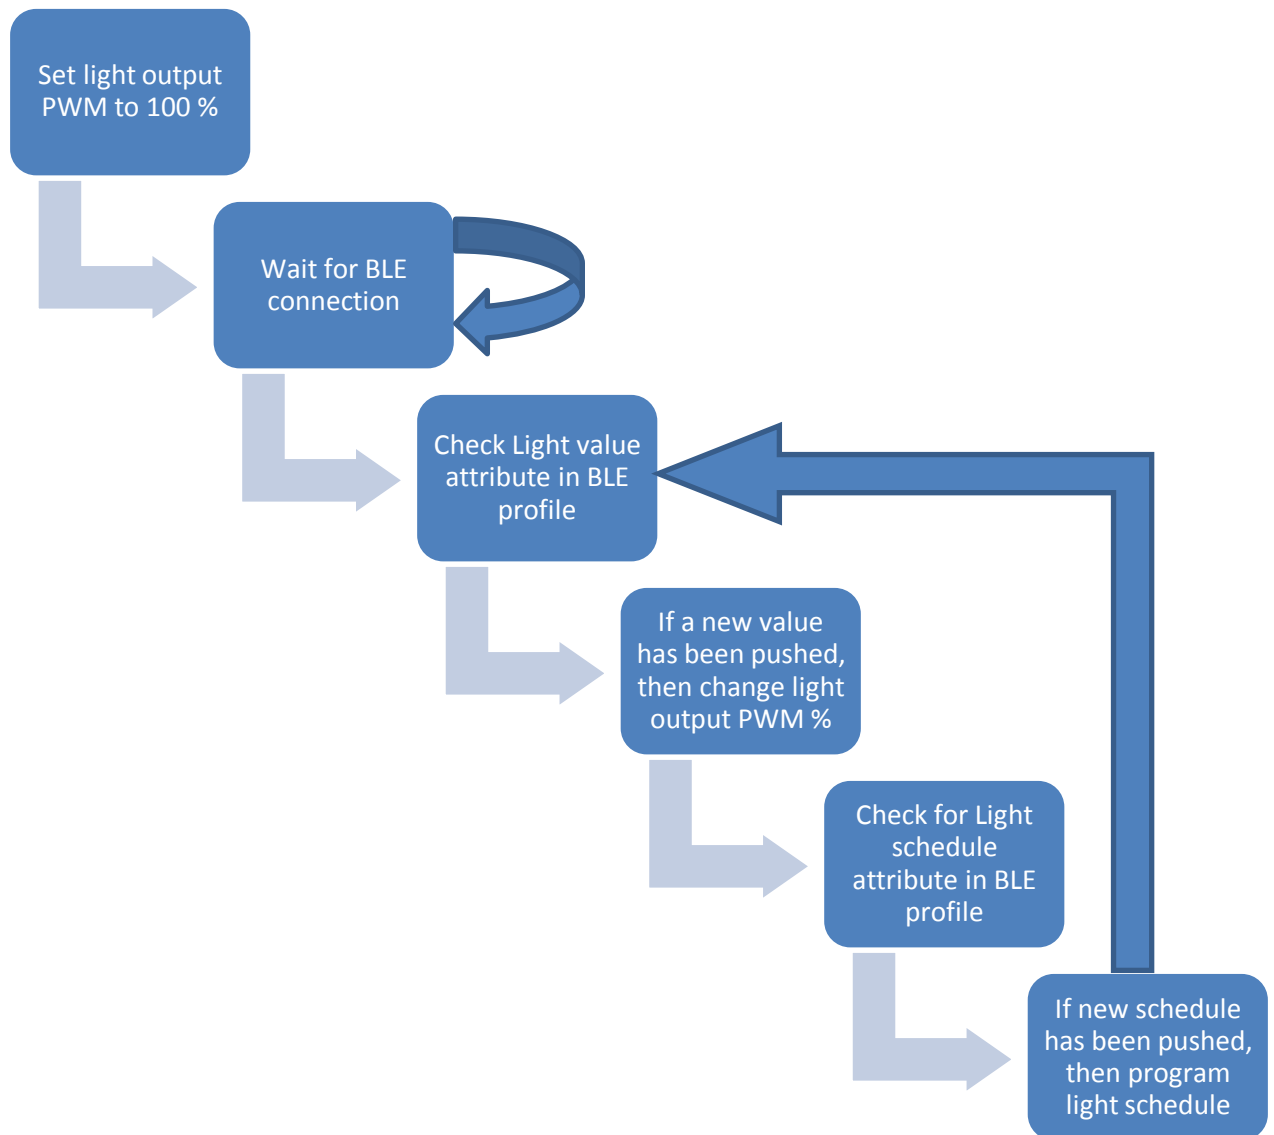 Set light output
PWM to 100 %
Wait for BLE
connection
Check Light value
attribute in BLE
profile
If a new value
has been pushed,
then change light
output PWM %
Check for Light
schedule
attribute in BLE
profile
If new schedule
has been pushed,
then program
light schedule